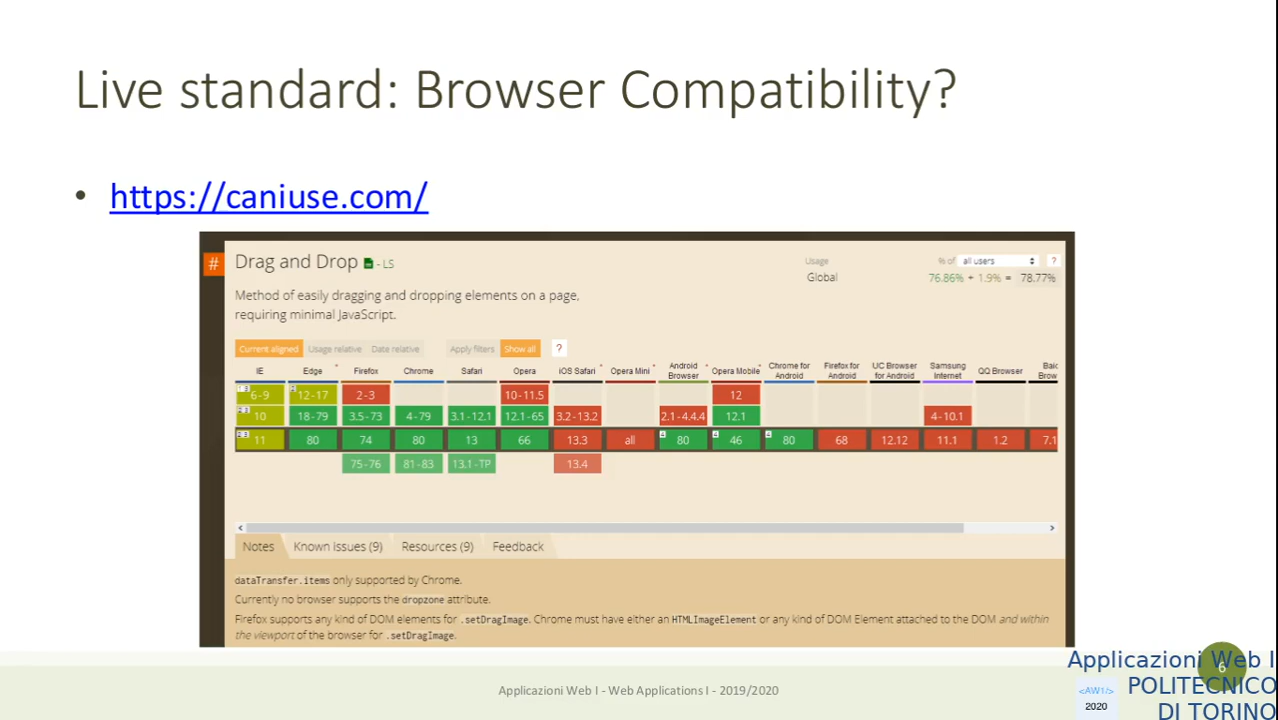 Live standard: Browser Compatibility?
• https://caniuse.com/
# Drag and Drop - LS
Usage % of all users ?
Global 76.86% + 1.9% = 78.77%
Method of easily dragging and dropping elements on a page,
requiring minimal JavaScript.
Current aligned Usage relative Date relative Apply filters Show all ?
IE Edge * Firefox Chrome Safari Opera iOS Safari * Opera Mini * Android Browser * Opera Mobile * Chrome for Android Firefox for Android UC Browser for Android Samsung Internet QQ Browser
6-9 12-17 2-3 10-11.5 12
10 18-79 3.5-73 4-79 3.1-12.1 12.1-65 3.2-13.2 2.1-4.4.4 12.1 4-10.1
11 80 74 80 13 66 13.3 all 80 46 80 68 12.12 11.1 1.2 7.1
75-76 81-83 13.1-TP 13.4
Notes Known issues (9) Resources (9) Feedback
dataTransfer.items only supported by Chrome.
Currently no browser supports the dropzone attribute.
Firefox supports any kind of DOM elements for .setDragImage. Chrome must have either an HTMLImageElement or any kind of DOM Element attached to the DOM and within
the viewport of the browser for .setDragImage.
Applicazioni Web I - Web Applications I - 2019/2020
6
Applicazioni Web I
<AW1/> POLITECNICO
2020 DI TORINO